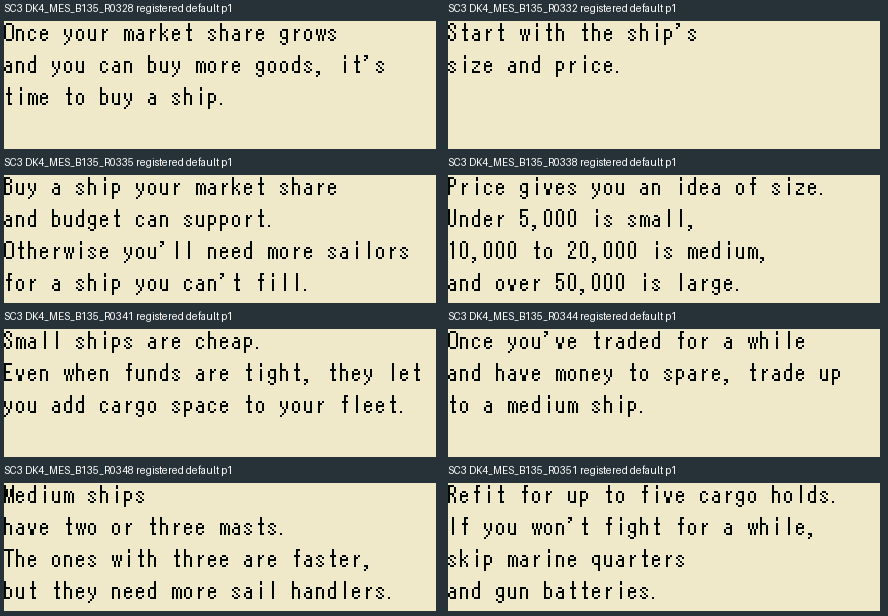 SC3 DK4_MES_B135_R0328 registered default p1
Once your market share grows
and you can buy more goods, it's
time to buy a ship.
SC3 DK4_MES_B135_R0332 registered default p1
Start with the ship's
size and price.
SC3 DK4_MES_B135_R0335 registered default p1
Buy a ship your market share
and budget can support.
Otherwise you'll need more sailors
for a ship you can't fill.
SC3 DK4_MES_B135_R0338 registered default p1
Price gives you an idea of size.
Under 5,000 is small,
10,000 to 20,000 is medium,
and over 50,000 is large.
SC3 DK4_MES_B135_R0341 registered default p1
Small ships are cheap.
Even when funds are tight, they let
you add cargo space to your fleet.
SC3 DK4_MES_B135_R0344 registered default p1
Once you've traded for a while
and have money to spare, trade up
to a medium ship.
SC3 DK4_MES_B135_R0348 registered default p1
Medium ships
have two or three masts.
The ones with three are faster,
but they need more sail handlers.
SC3 DK4_MES_B135_R0351 registered default p1
Refit for up to five cargo holds.
If you won't fight for a while,
skip marine quarters
and gun batteries.